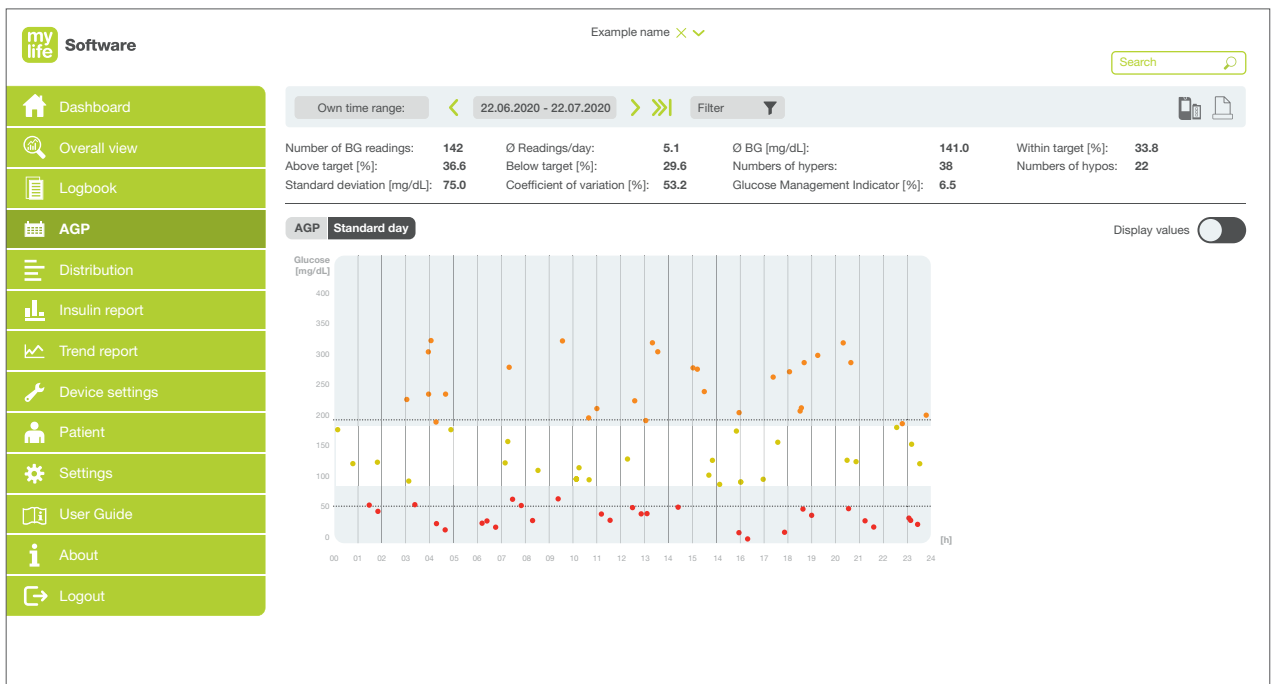 my
life Software
Example name
Search
Dashboard
Overall view
Logbook
AGP
Distribution
Insulin report
Trend report
Device settings
Patient
Settings
User Guide
About
Logout
Own time range: 22.06.2020 - 22.07.2020 Filter
Number of BG readings: 142 Ø Readings/day: 5.1 Ø BG [mg/dL]: 141.0 Within target [%]: 33.8
Above target [%]: 36.6 Below target [%]: 29.6 Numbers of hypers: 38 Numbers of hypos: 22
Standard deviation [mg/dL]: 75.0 Coefficient of variation [%]: 53.2 Glucose Management Indicator [%]: 6.5
AGP Standard day Display values
Glucose
[mg/dL]
400
350
300
250
200
150
100
50
0
[h]
00 01 02 03 04 05 06 07 08 09 10 11 12 13 14 15 16 17 18 19 20 21 22 23 24